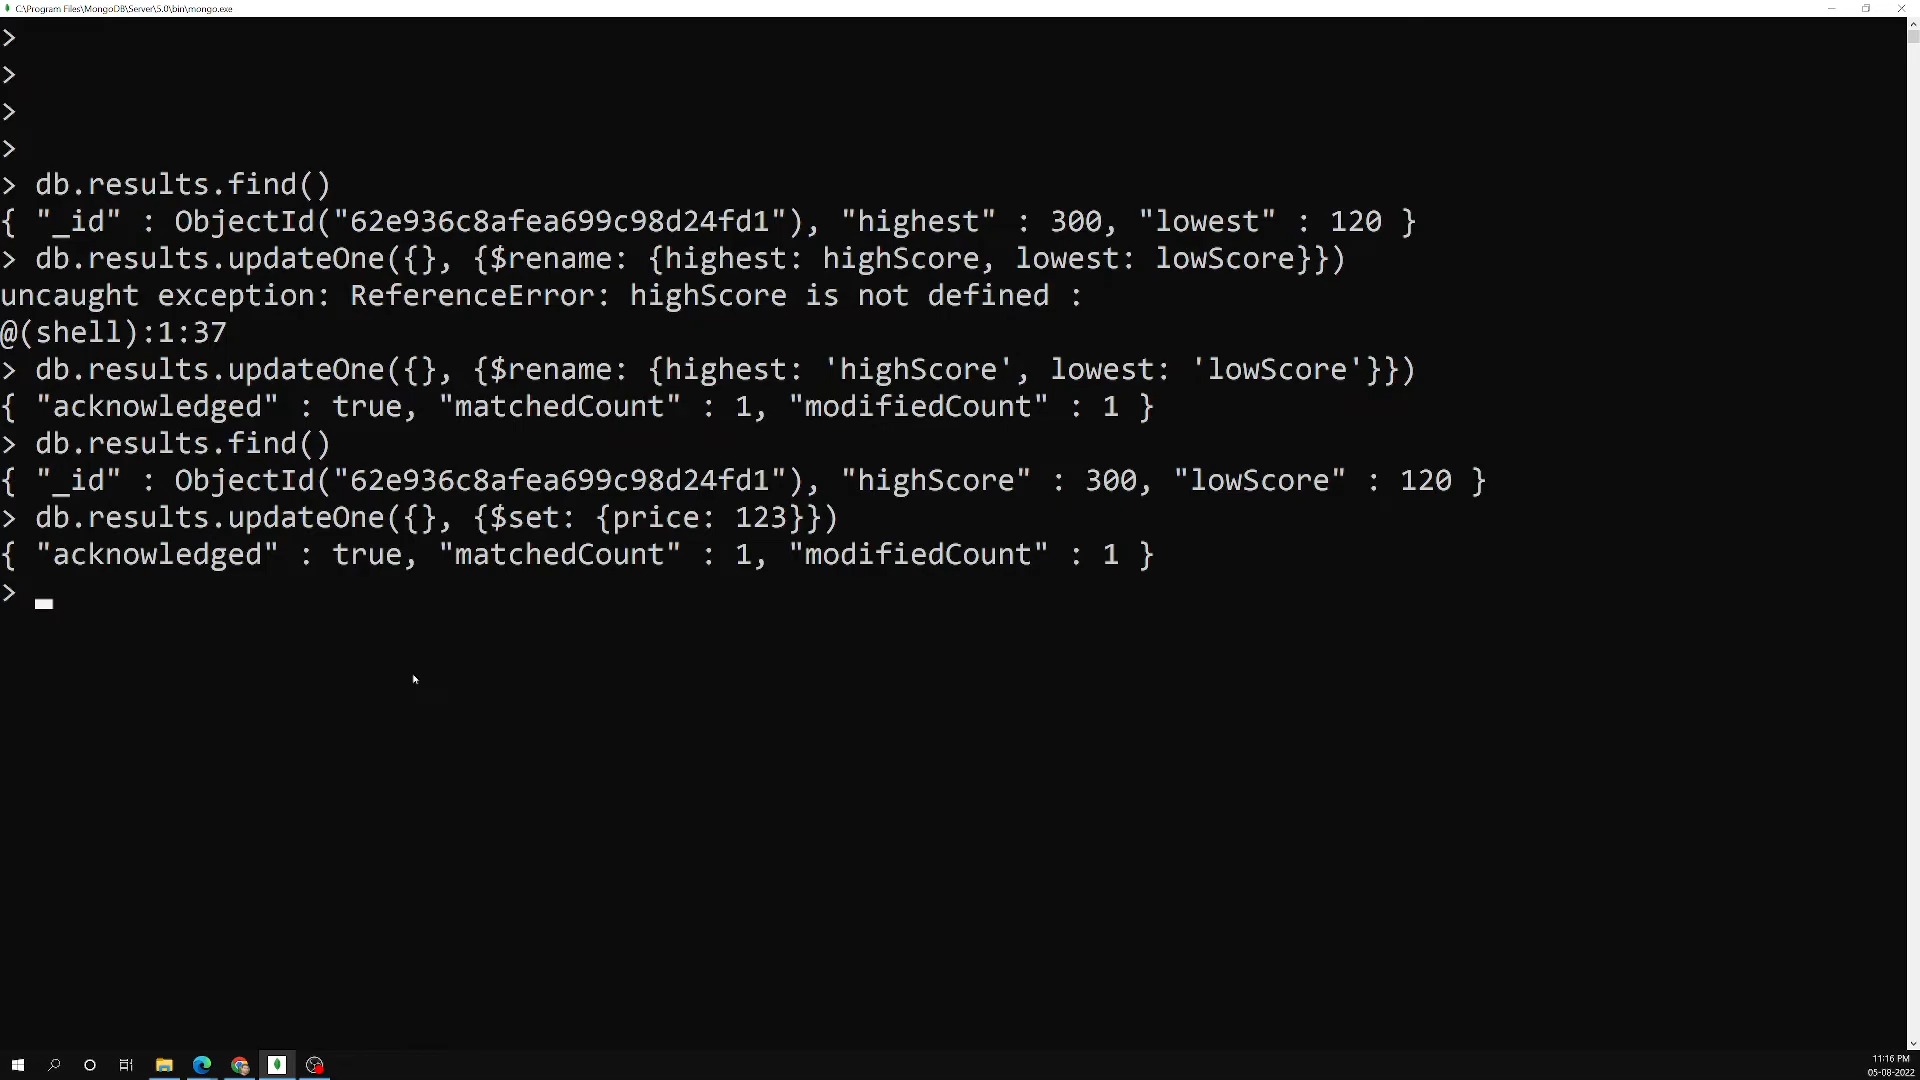 C:\Program Files\MongoDB\Server\5.0\bin\mongo.exe
>
>
>
>
> db.results.find()
{ "_id" : ObjectId("62e936c8afea699c98d24fd1"), "highest" : 300, "lowest" : 120 }
> db.results.updateOne({}, {$rename: {highest: highScore, lowest: lowScore}})
uncaught exception: ReferenceError: highScore is not defined :
@(shell):1:37
> db.results.updateOne({}, {$rename: {highest: 'highScore', lowest: 'lowScore'}})
{ "acknowledged" : true, "matchedCount" : 1, "modifiedCount" : 1 }
> db.results.find()
{ "_id" : ObjectId("62e936c8afea699c98d24fd1"), "highScore" : 300, "lowScore" : 120 }
> db.results.updateOne({}, {$set: {price: 123}})
{ "acknowledged" : true, "matchedCount" : 1, "modifiedCount" : 1 }
>
11:16 PM
05-08-2022